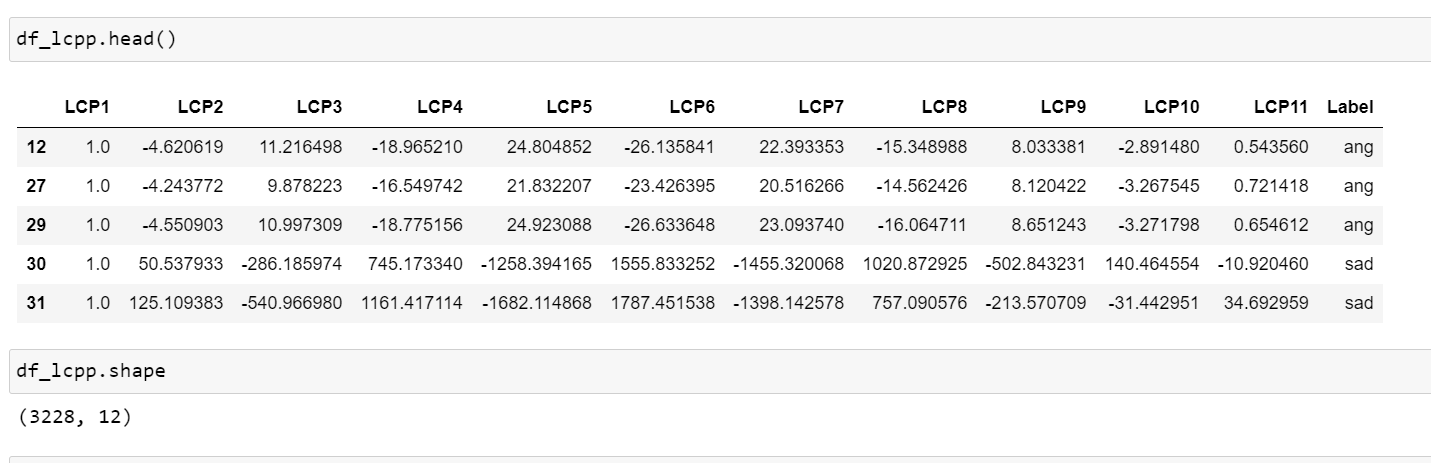 df_lcpp.head()
LCP1 LCP2 LCP3 LCP4 LCP5 LCP6 LCP7 LCP8 LCP9 LCP10 LCP11 Label
12 1.0 -4.620619 11.216498 -18.965210 24.804852 -26.135841 22.393353 -15.348988 8.033381 -2.891480 0.543560 ang
27 1.0 -4.243772 9.878223 -16.549742 21.832207 -23.426395 20.516266 -14.562426 8.120422 -3.267545 0.721418 ang
29 1.0 -4.550903 10.997309 -18.775156 24.923088 -26.633648 23.093740 -16.064711 8.651243 -3.271798 0.654612 ang
30 1.0 50.537933 -286.185974 745.173340 -1258.394165 1555.833252 -1455.320068 1020.872925 -502.843231 140.464554 -10.920460 sad
31 1.0 125.109383 -540.966980 1161.417114 -1682.114868 1787.451538 -1398.142578 757.090576 -213.570709 -31.442951 34.692959 sad
df_lcpp.shape
(3228, 12)